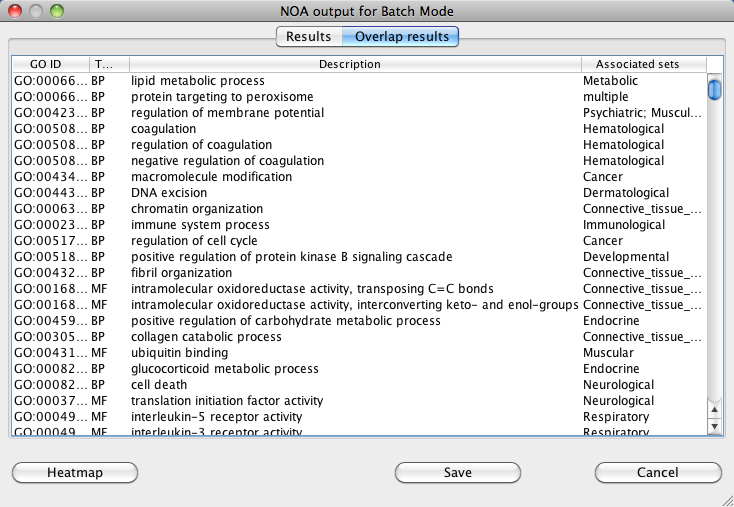 NOA output for Batch Mode
Results Overlap results
GO ID T... Description Associated sets
GO:00066... BP lipid metabolic process Metabolic
GO:00066... BP protein targeting to peroxisome multiple
GO:00423... BP regulation of membrane potential Psychiatric; Muscul...
GO:00508... BP coagulation Hematological
GO:00508... BP regulation of coagulation Hematological
GO:00508... BP negative regulation of coagulation Hematological
GO:00434... BP macromolecule modification Cancer
GO:00443... BP DNA excision Dermatological
GO:00063... BP chromatin organization Connective_tissue_...
GO:00023... BP immune system process Immunological
GO:00517... BP regulation of cell cycle Cancer
GO:00518... BP positive regulation of protein kinase B signaling cascade Developmental
GO:00432... BP fibril organization Connective_tissue_...
GO:00168... MF intramolecular oxidoreductase activity, transposing C=C bonds Connective_tissue_...
GO:00168... MF intramolecular oxidoreductase activity, interconverting keto- and enol-groups Connective_tissue_...
GO:00459... BP positive regulation of carbohydrate metabolic process Endocrine
GO:00305... BP collagen catabolic process Connective_tissue_...
GO:00431... MF ubiquitin binding Muscular
GO:00082... BP glucocorticoid metabolic process Endocrine
GO:00082... BP cell death Neurological
GO:00037... MF translation initiation factor activity Neurological
GO:00049... MF interleukin-5 receptor activity Respiratory
GO:00049... MF interleukin-3 receptor activity Respiratory
Heatmap Save Cancel